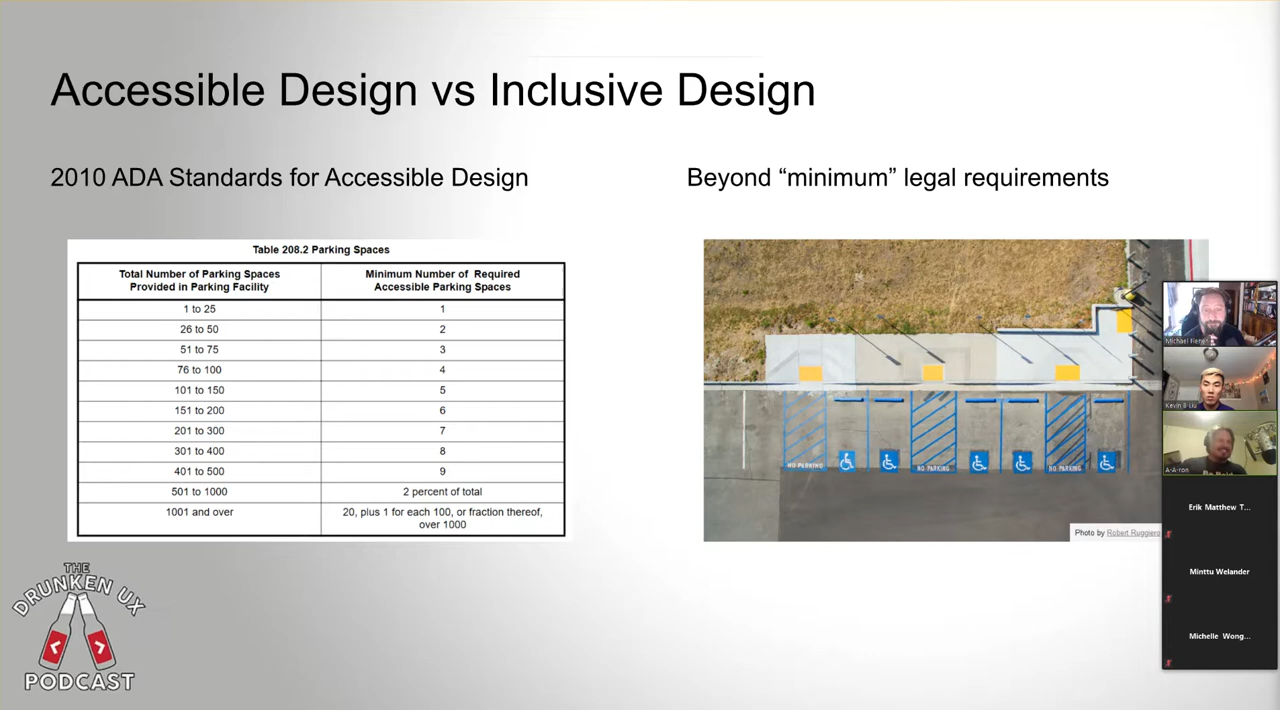 Accessible Design vs Inclusive Design
2010 ADA Standards for Accessible Design
Table 208.2 Parking Spaces
Total Number of Parking Spaces
Provided in Parking Facility
Minimum Number of Required
Accessible Parking Spaces
1 to 25 1
26 to 50 2
51 to 75 3
76 to 100 4
101 to 150 5
151 to 200 6
201 to 300 7
301 to 400 8
401 to 500 9
501 to 1000 2 percent of total
1001 and over 20, plus 1 for each 100, or fraction thereof,
over 1000
Beyond “minimum” legal requirements
NO PARKING
NO PARKING
NO PARKING
Photo by Robert Ruggiero
THE
DRUNKEN UX
PODCAST
Michael Fiener
Kevin B Liu
A-A-ron
Erik Matthew T...
Minttu Welander
Michelle Wong...